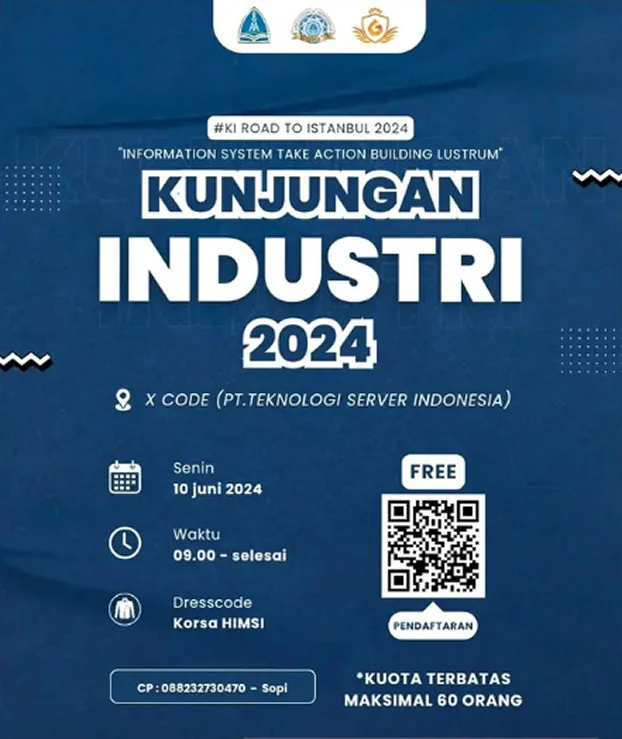 #KI ROAD TO ISTANBUL 2024
"INFORMATION SYSTEM TAKE ACTION BUILDING LUSTRUM"
KUNJUNGAN
INDUSTRI
2024
X CODE (PT.TEKNOLOGI SERVER INDONESIA)
Senin
10 juni 2024
Waktu
09.00 - selesai
Dresscode
Korsa HIMSI
FREE
PENDAFTARAN
CP : 088232730470 - Sopi
*KUOTA TERBATAS
MAKSIMAL 60 ORANG